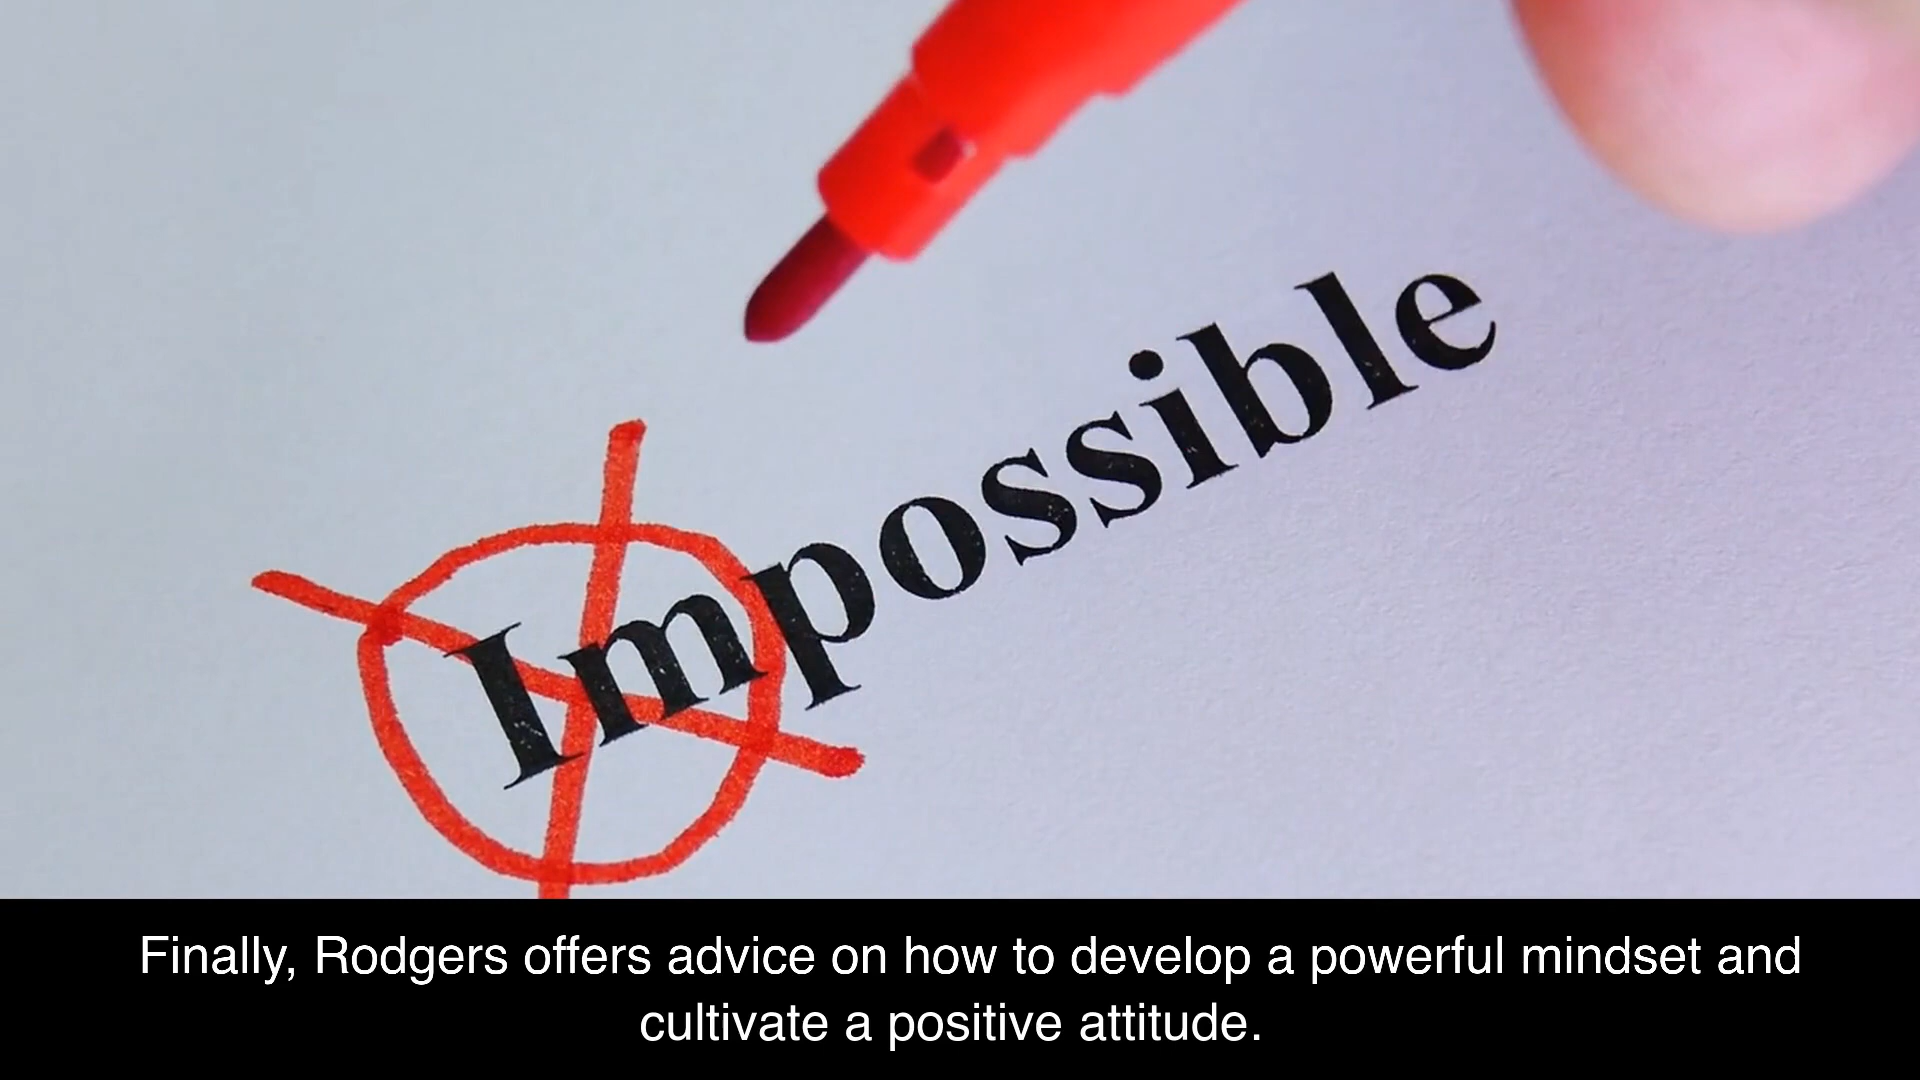 Impossible
Finally, Rodgers offers advice on how to develop a powerful mindset and
cultivate a positive attitude.